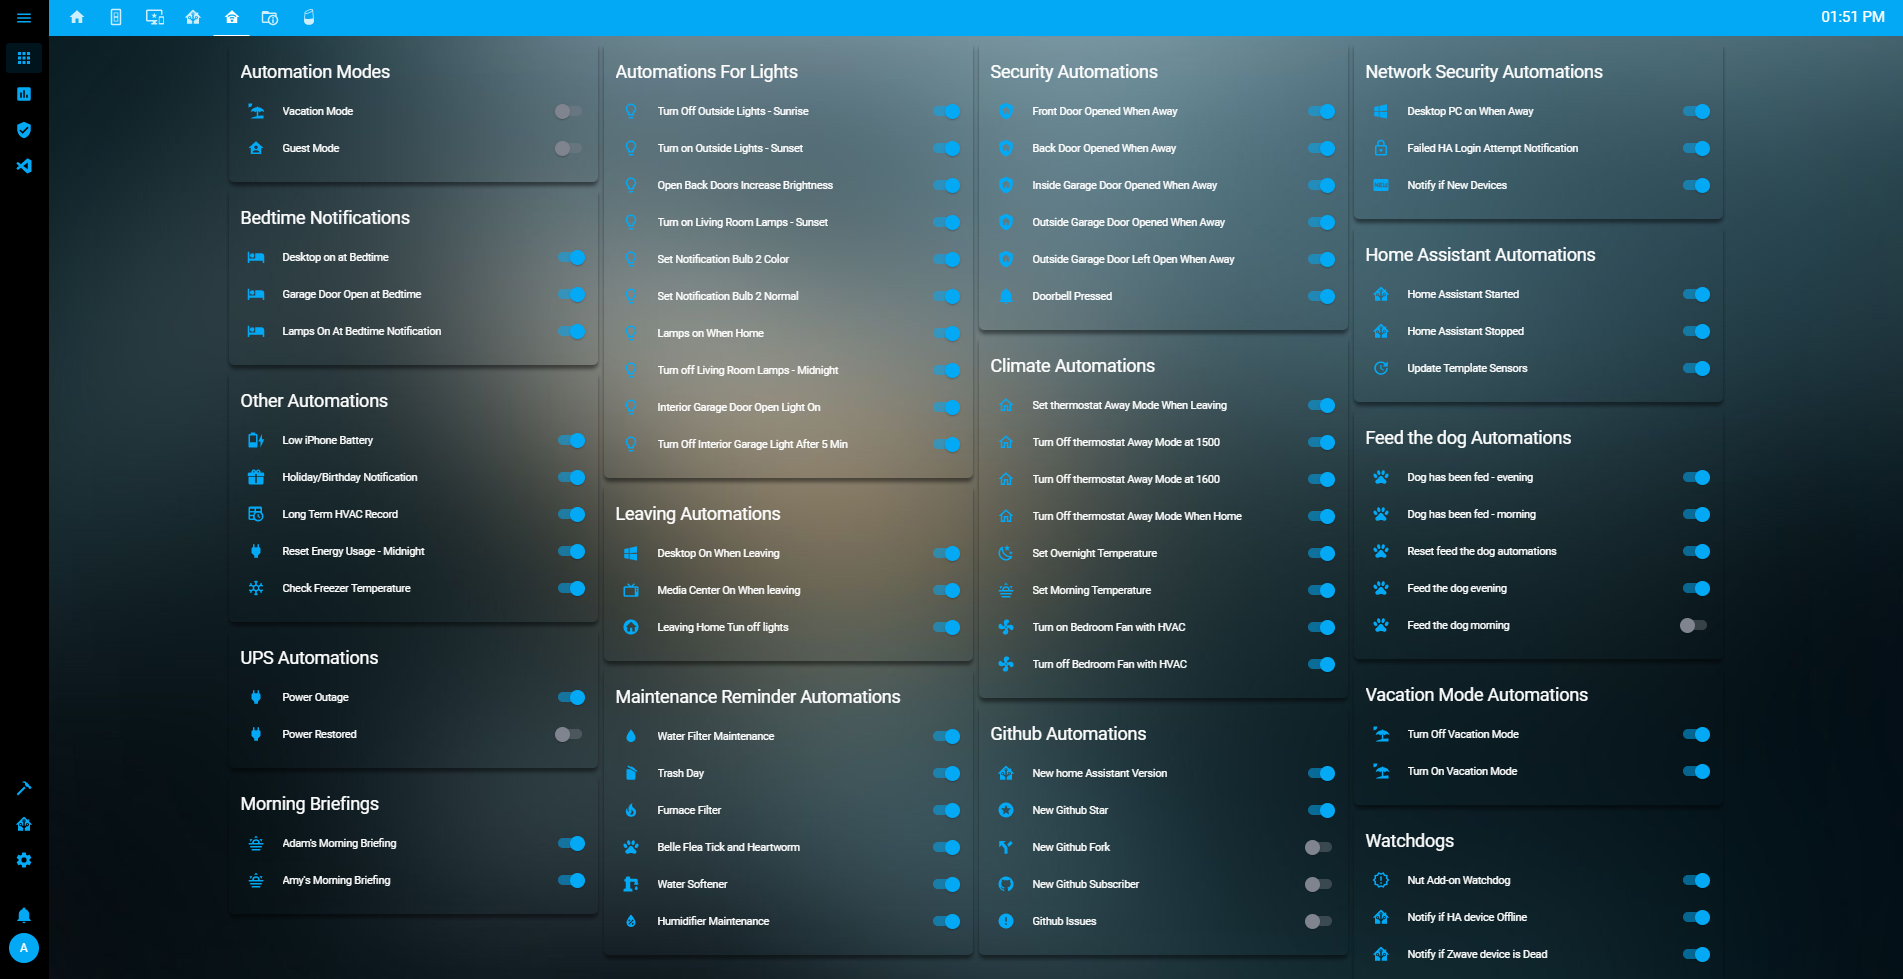 01:51 PM
Automation Modes
Vacation Mode
Guest Mode
Bedtime Notifications
Desktop on at Bedtime
Garage Door Open at Bedtime
Lamps On At Bedtime Notification
Other Automations
Low iPhone Battery
Holiday/Birthday Notification
Long Term HVAC Record
Reset Energy Usage - Midnight
Check Freezer Temperature
UPS Automations
Power Outage
Power Restored
Morning Briefings
Adam's Morning Briefing
Amy's Morning Briefing
Automations For Lights
Turn Off Outside Lights - Sunrise
Turn on Outside Lights - Sunset
Open Back Doors Increase Brightness
Turn on Living Room Lamps - Sunset
Set Notification Bulb 2 Color
Set Notification Bulb 2 Normal
Lamps on When Home
Turn off Living Room Lamps - Midnight
Interior Garage Door Open Light On
Turn Off Interior Garage Light After 5 Min
Leaving Automations
Desktop On When Leaving
Media Center On When leaving
Leaving Home Tun off lights
Maintenance Reminder Automations
Water Filter Maintenance
Trash Day
Furnace Filter
Belle Flea Tick and Heartworm
Water Softener
Humidifier Maintenance
Security Automations
Front Door Opened When Away
Back Door Opened When Away
Inside Garage Door Opened When Away
Outside Garage Door Opened When Away
Outside Garage Door Left Open When Away
Doorbell Pressed
Climate Automations
Set thermostat Away Mode When Leaving
Turn Off thermostat Away Mode at 1500
Turn Off thermostat Away Mode at 1600
Turn Off thermostat Away Mode When Home
Set Overnight Temperature
Set Morning Temperature
Turn on Bedroom Fan with HVAC
Turn off Bedroom Fan with HVAC
Github Automations
New home Assistant Version
New Github Star
New Github Fork
New Github Subscriber
Github Issues
Network Security Automations
Desktop PC on When Away
Failed HA Login Attempt Notification
NEW
Notify if New Devices
Home Assistant Automations
Home Assistant Started
Home Assistant Stopped
Update Template Sensors
Feed the dog Automations
Dog has been fed - evening
Dog has been fed - morning
Reset feed the dog automations
Feed the dog evening
Feed the dog morning
Vacation Mode Automations
Turn Off Vacation Mode
Turn On Vacation Mode
Watchdogs
Nut Add-on Watchdog
Notify if HA device Offline
Notify if Zwave device is Dead
A